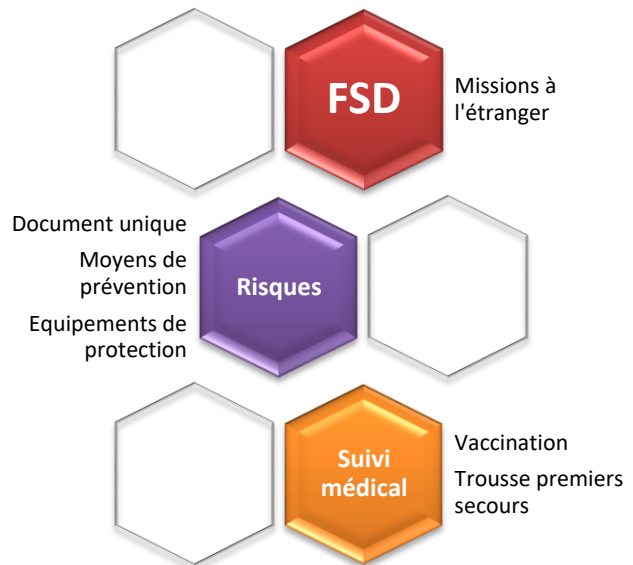 FSD
Missions à
l'étranger
Document unique
Moyens de
prévention
Equipements de
protection
Risques
Suivi
médical
Vaccination
Trousse premiers
secours